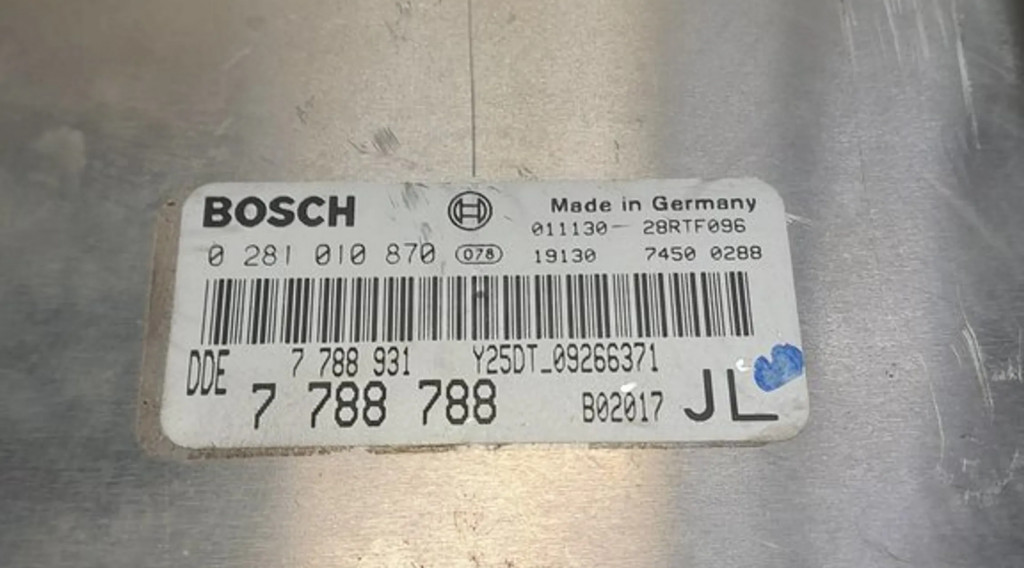 BOSCH
Made in Germany
011130- 28RTF096
0 281 010 870 078 19130 7450 0288
DDE 7 788 931 Y25DT_09266371
7 788 788 B02017 JL